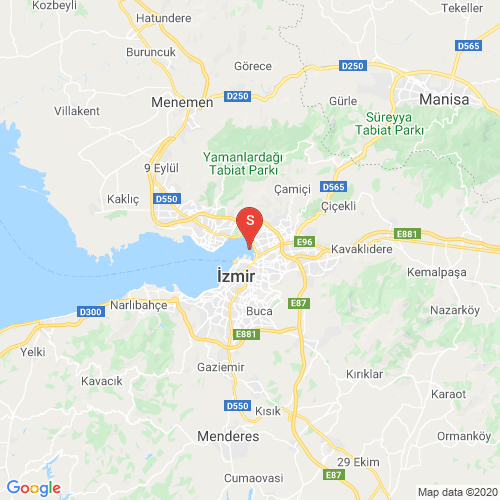 Kozbeyli
Hatundere
Tekeller
Buruncuk
D565
Görece
D250
Villakent
Menemen
D250
Gürle
Manisa
Süreyya
Tabiat Parkı
9 Eylül
Yamanlardağı
Tabiat Parkı
Kaklıç
D550
Çamiçi
D565
Çiçekli
S
E96
E881
Kavaklıdere
İzmir
Kemalpaşa
Narlıbahçe
D300
Buca
E87
Nazarköy
E881
Yelki
Gaziemir
Kavacık
Kırıklar
Karaot
D550
Kısık
Menderes
Ormanköy
29 Ekim
E87
Cumaovasi
Google
Map data ©2020